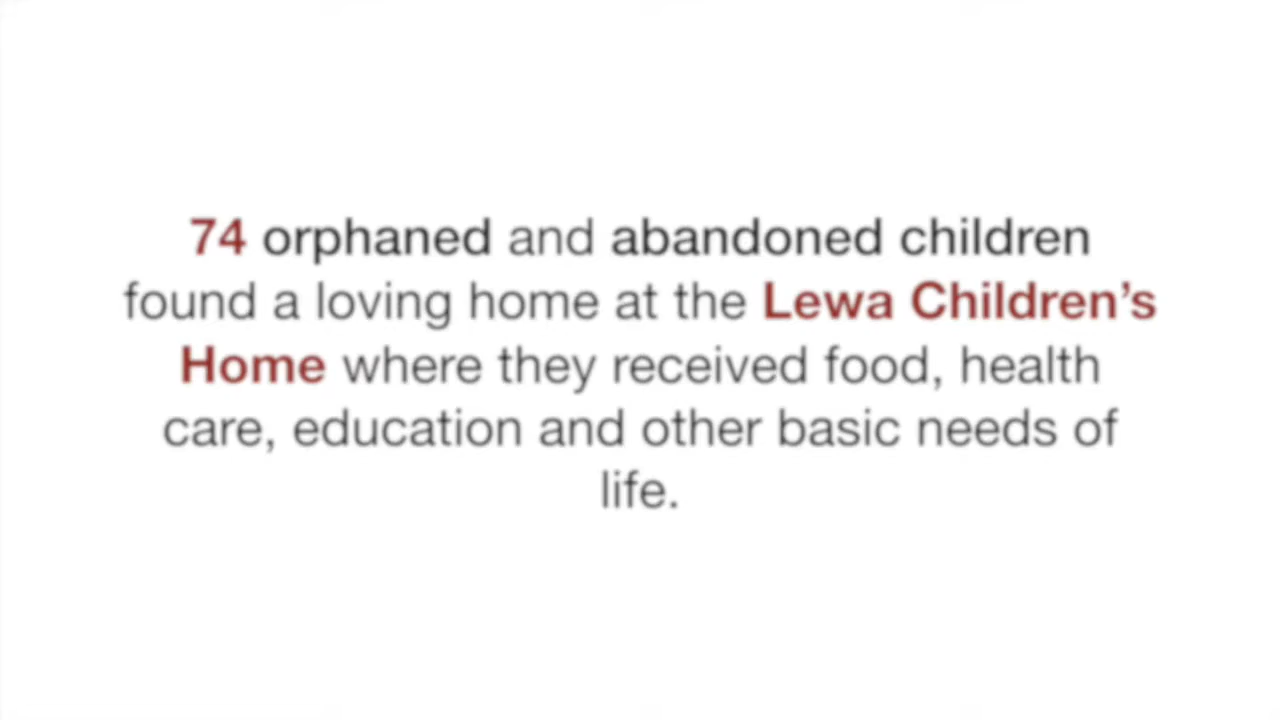 74 orphaned and abandoned children
found a loving home at the Lewa Children’s
Home where they received food, health
care, education and other basic needs of
life.